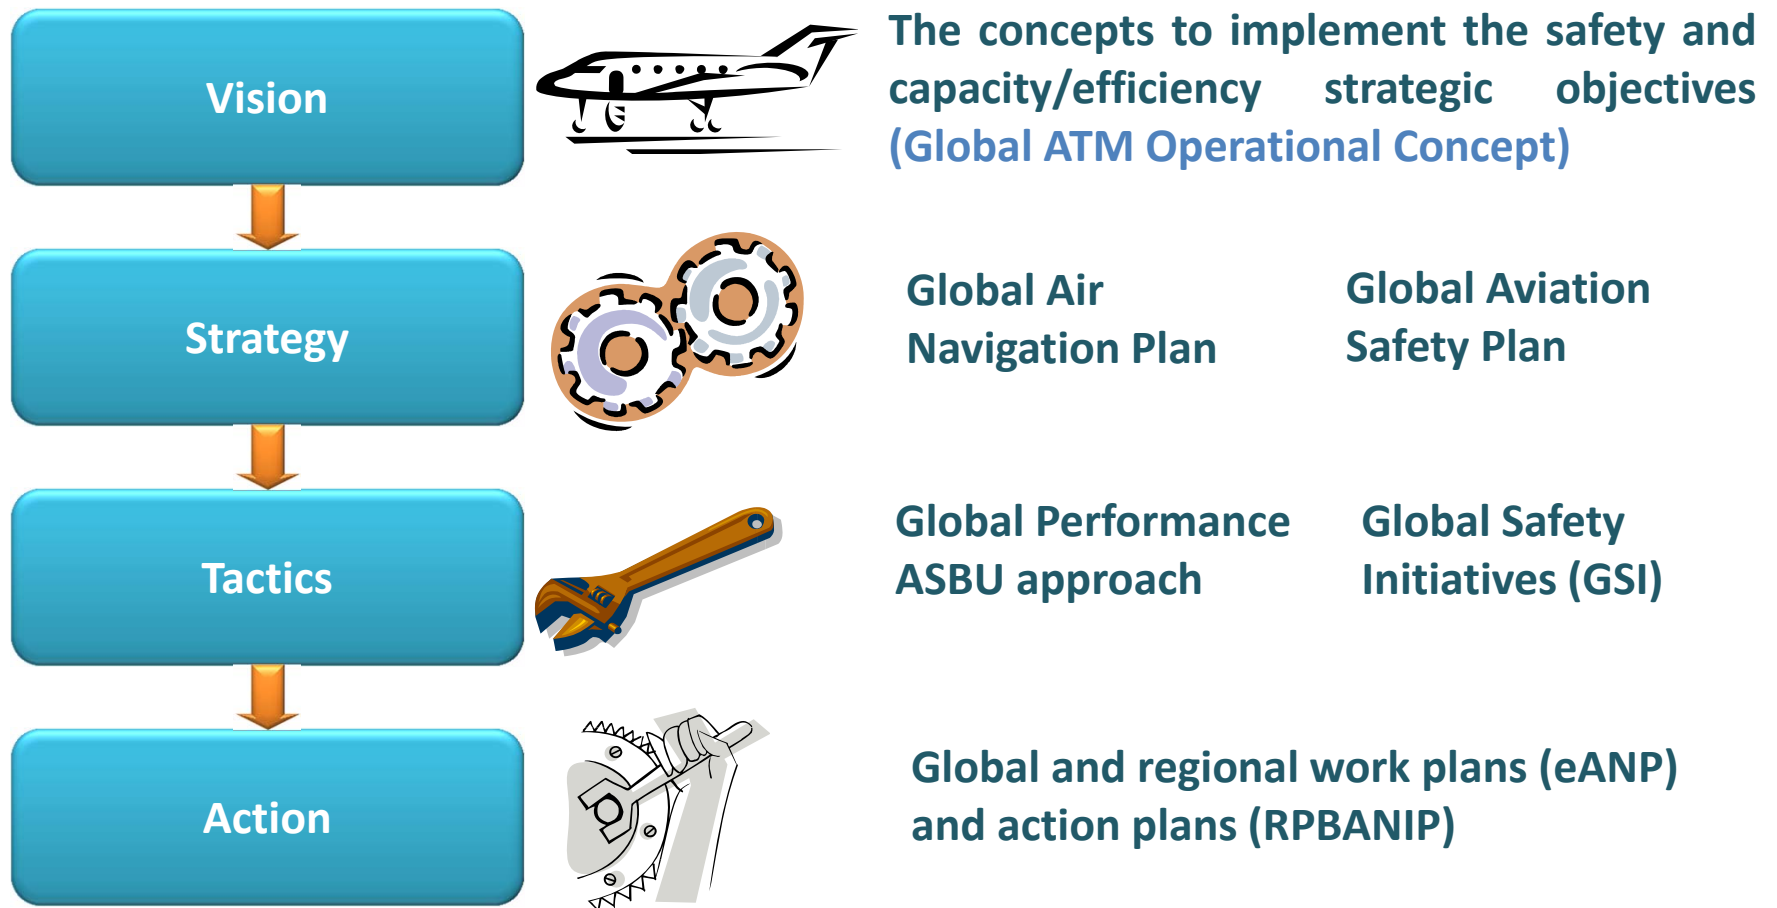 Vision
The concepts to implement the safety and
capacity/efficiency strategic objectives
(Global ATM Operational Concept)
Strategy
Global Air
Navigation Plan
Global Aviation
Safety Plan
Tactics
Global Performance
ASBU approach
Global Safety
Initiatives (GSI)
Action
Global and regional work plans (eANP)
and action plans (RPBANIP)